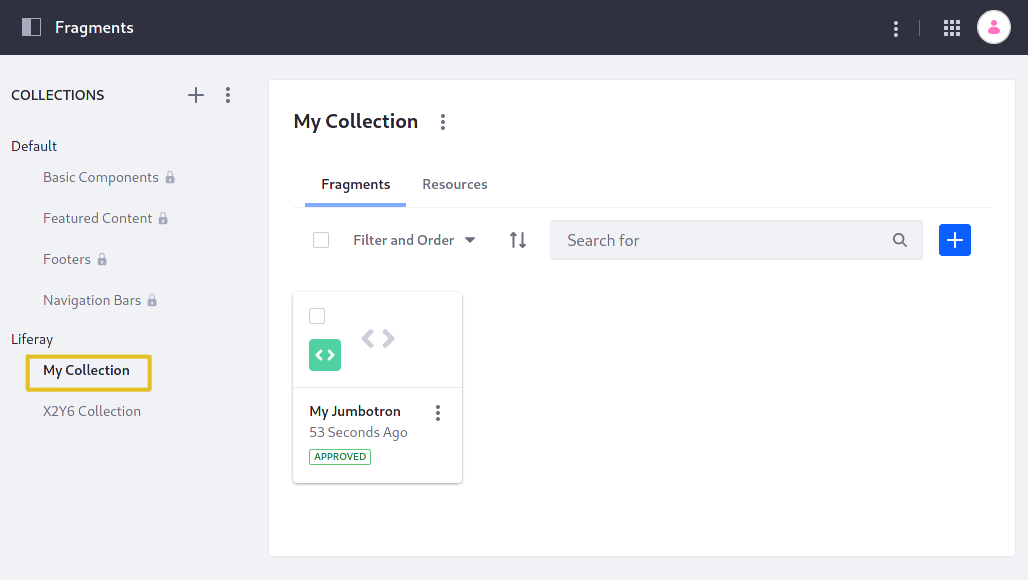 Fragments
COLLECTIONS
Default
Basic Components
Featured Content
Footers
Navigation Bars
Liferay
My Collection
X2Y6 Collection
My Collection
Fragments Resources
Filter and Order Search for
My Jumbotron
53 Seconds Ago
APPROVED